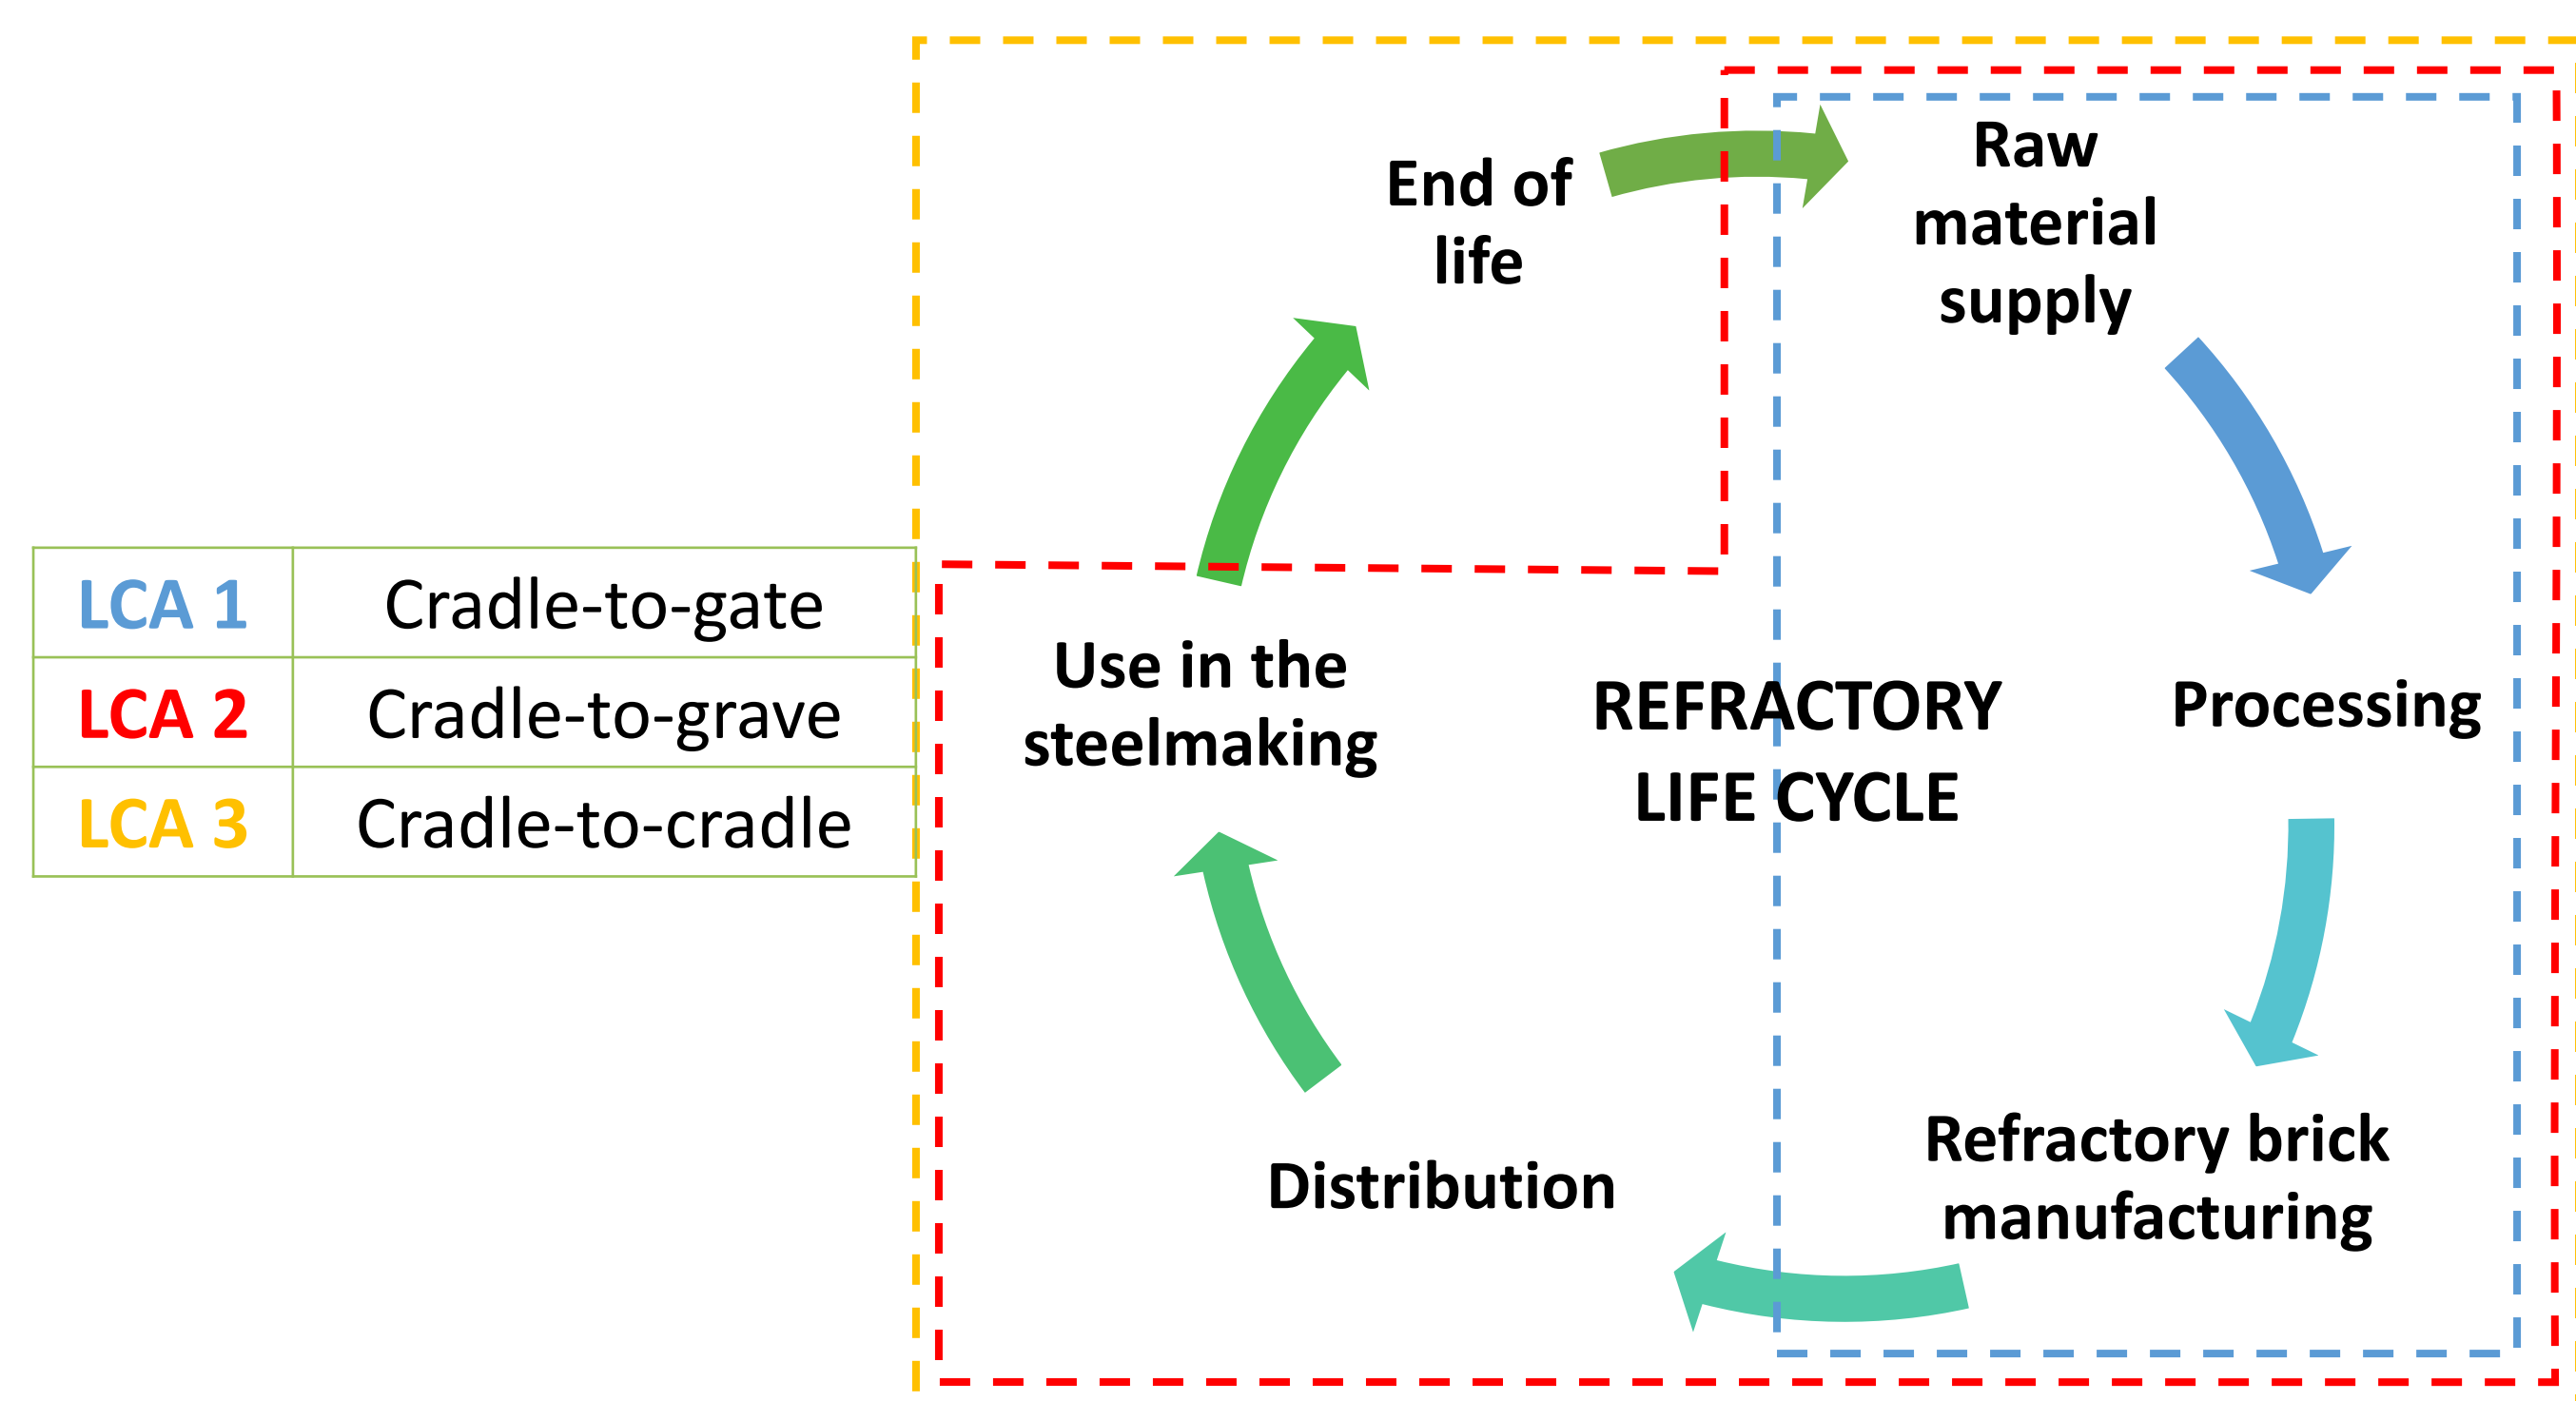 LCA 1 Cradle-to-gate
LCA 2 Cradle-to-grave
LCA 3 Cradle-to-cradle
End of
life
Raw
material
supply
Use in the
steelmaking
REFRACTORY
LIFE CYCLE
Processing
Distribution
Refractory brick
manufacturing